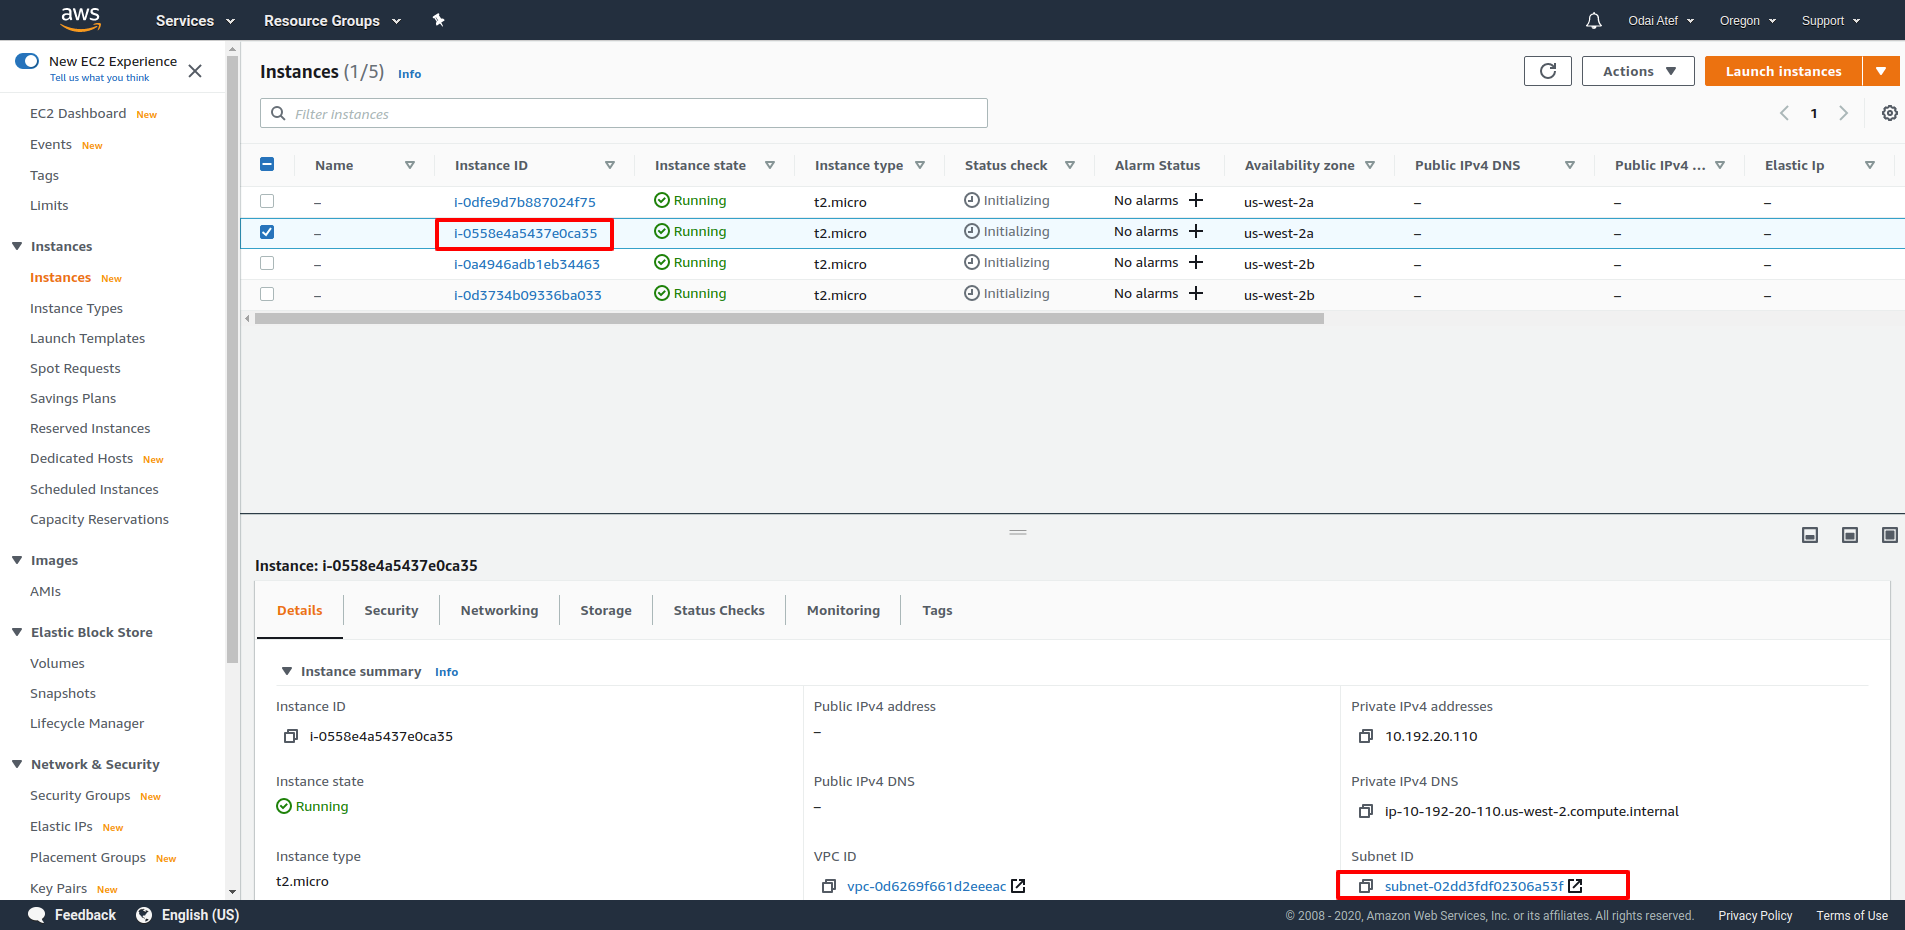 aws Services Resource Groups Odai Atef Oregon Support
New EC2 Experience
Tell us what you think
EC2 Dashboard New
Events New
Tags
Limits
Instances
Instances New
Instance Types
Launch Templates
Spot Requests
Savings Plans
Reserved Instances
Dedicated Hosts New
Scheduled Instances
Capacity Reservations
Images
AMIs
Elastic Block Store
Volumes
Snapshots
Lifecycle Manager
Network & Security
Security Groups New
Elastic IPs New
Placement Groups New
Key Pairs New
Instances (1/5) Info Actions Launch instances
Filter instances 1
Name Instance ID Instance state Instance type Status check Alarm Status Availability zone Public IPv4 DNS Public IPv4 ... Elastic Ip
– i-0dfe9d7b887024f75 Running t2.micro Initializing No alarms + us-west-2a – – –
– i-0558e4a5437e0ca35 Running t2.micro Initializing No alarms + us-west-2a – – –
– i-0a4946adb1eb34463 Running t2.micro Initializing No alarms + us-west-2b – – –
– i-0d3734b09336ba033 Running t2.micro Initializing No alarms + us-west-2b – – –
Instance: i-0558e4a5437e0ca35
Details Security Networking Storage Status Checks Monitoring Tags
Instance summary Info
Instance ID Public IPv4 address Private IPv4 addresses
i-0558e4a5437e0ca35 – 10.192.20.110
Instance state Public IPv4 DNS Private IPv4 DNS
Running – ip-10-192-20-110.us-west-2.compute.internal
Instance type VPC ID Subnet ID
t2.micro vpc-0d6269f661d2eeeac subnet-02dd3fdf02306a53f
Feedback English (US) © 2008 - 2020, Amazon Web Services, Inc. or its affiliates. All rights reserved. Privacy Policy Terms of Use